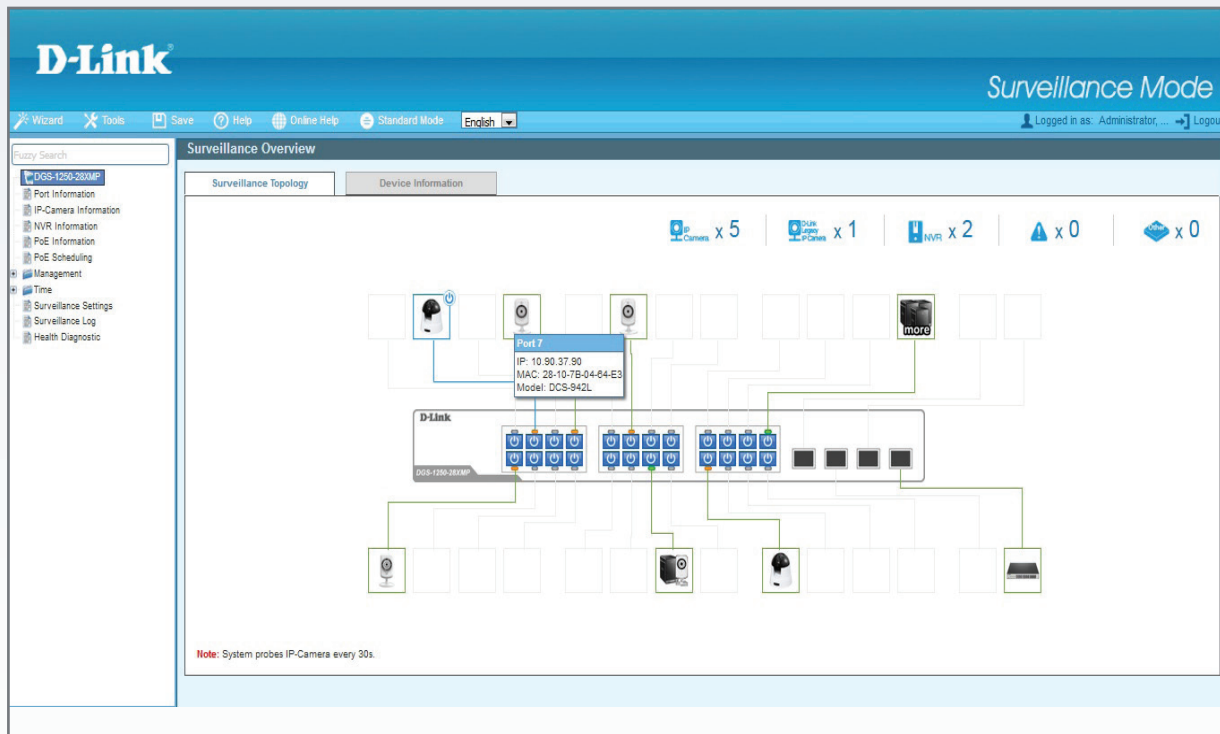 D-Link
Surveillance Mode
Wizard Tools Save Help Online Help Standard Mode English Logged in as: Administrator, ... Logou
Fuzzy Search
DGS-1250-28XMP
Port Information
IP-Camera Information
NVR Information
PoE Information
PoE Scheduling
Management
Time
Surveillance Settings
Surveillance Log
Health Diagnostic
Surveillance Overview
Surveillance Topology Device Information
IP Camera x 5 D-Link Legacy IP Camera x 1 NVR x 2 x 0 Other x 0
more
Port 7
IP: 10.90.37.90
MAC: 28-10-7B-04-64-E3
Model: DCS-942L
D-Link
DGS-1250-28XMP
Note: System probes IP-Camera every 30s.